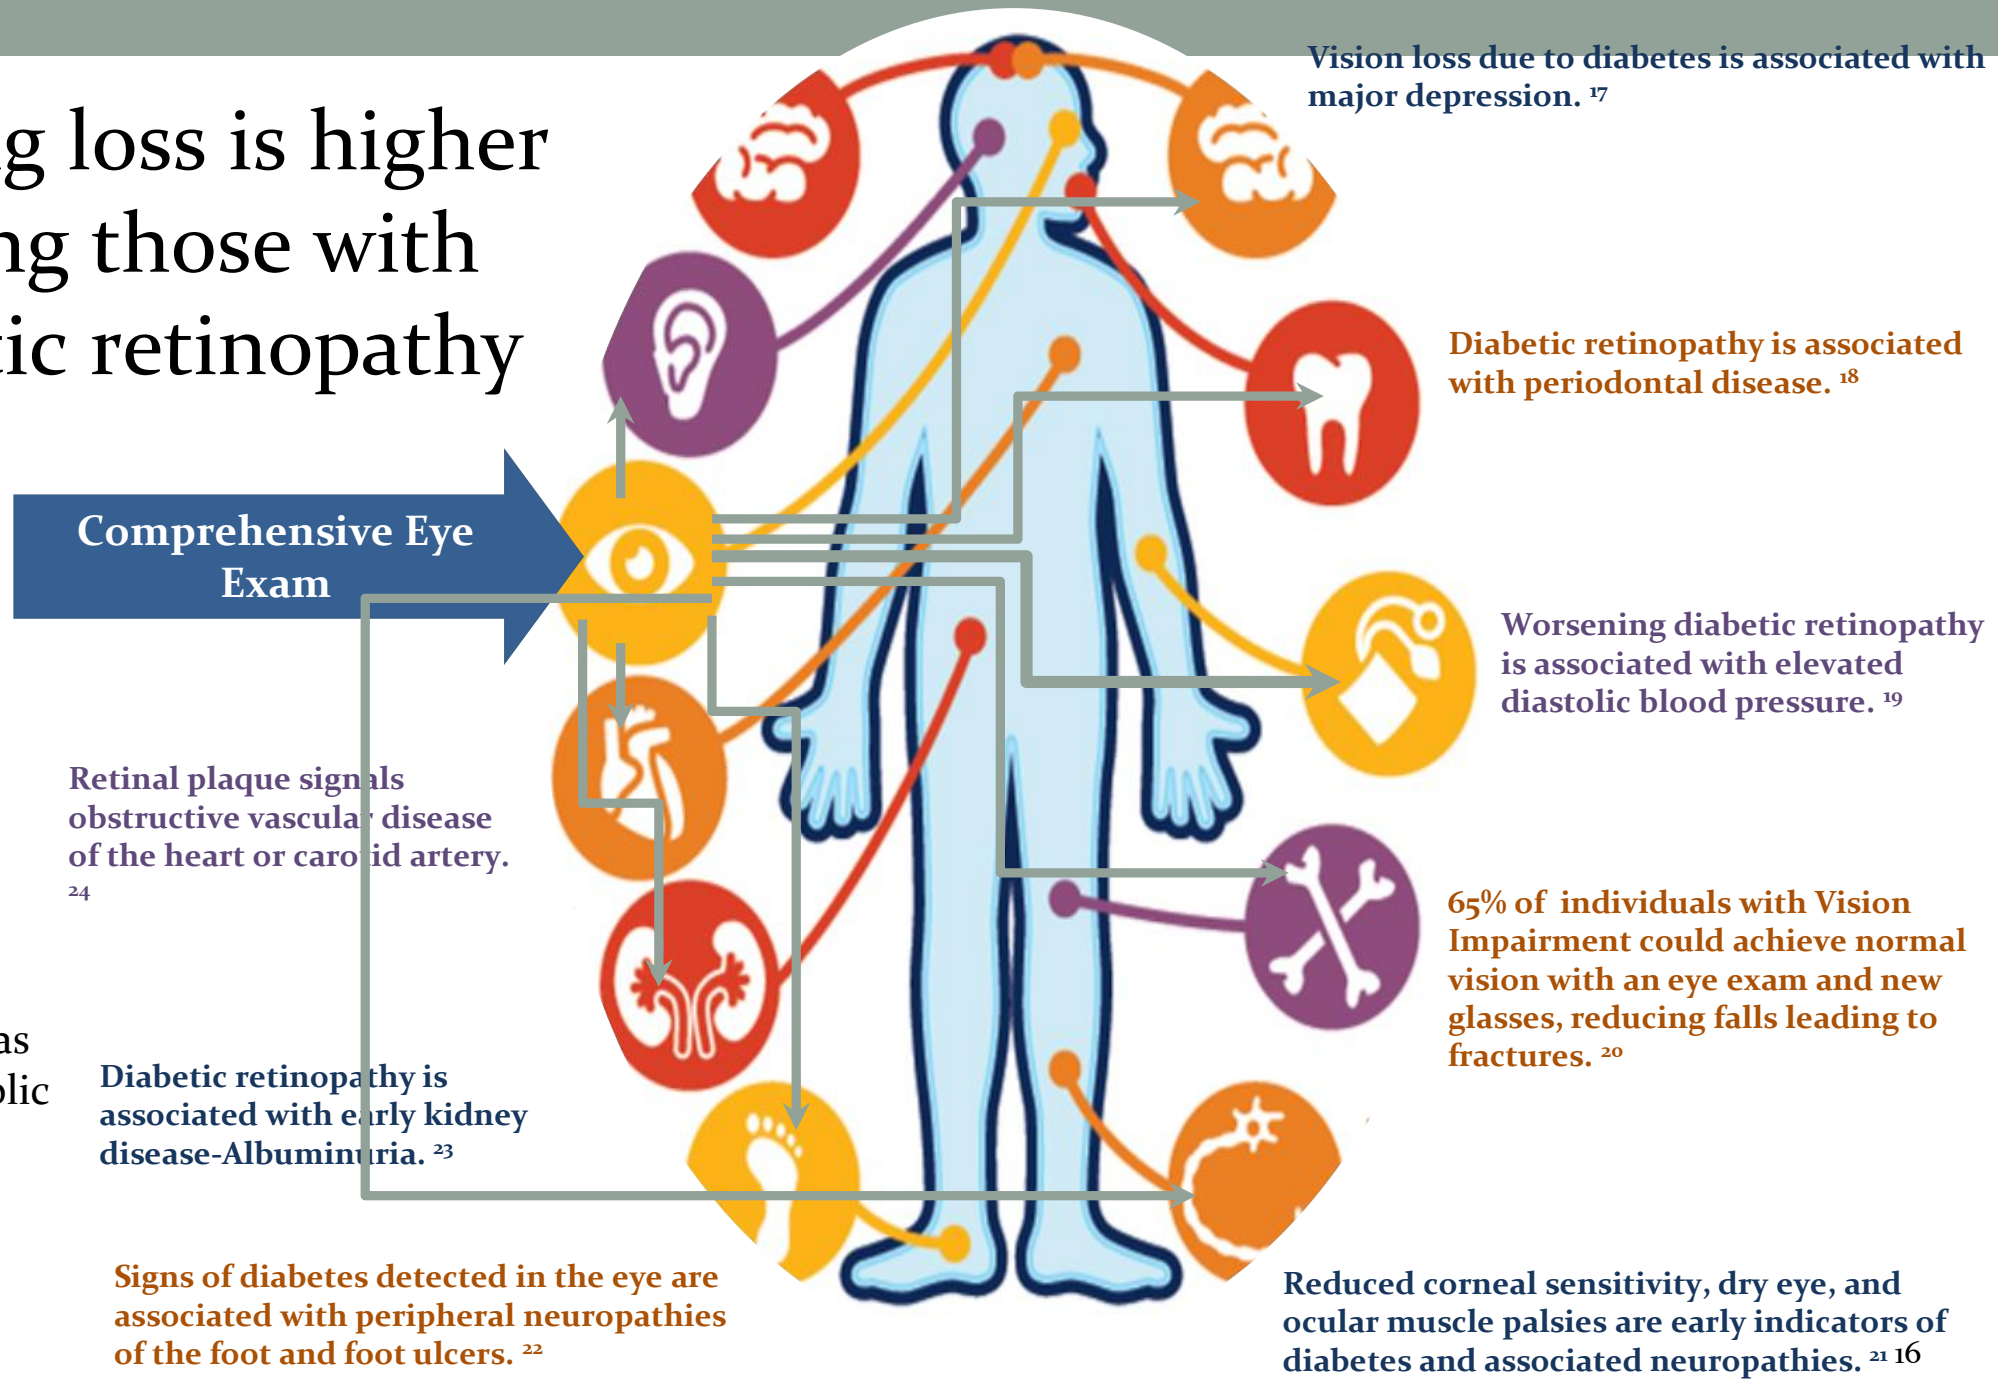 Vision loss due to diabetes is associated with
major depression. 17
g loss is higher
ng those with
tic retinopathy
Diabetic retinopathy is associated
with periodontal disease. 18
Comprehensive Eye
Exam
Worsening diabetic retinopathy
is associated with elevated
diastolic blood pressure. 19
Retinal plaque signals
obstructive vascular disease
of the heart or carotid artery.
24
65% of individuals with Vision
Impairment could achieve normal
vision with an eye exam and new
glasses, reducing falls leading to
fractures. 20
as
olic
Diabetic retinopathy is
associated with early kidney
disease-Albuminuria. 23
Signs of diabetes detected in the eye are
associated with peripheral neuropathies
of the foot and foot ulcers. 22
Reduced corneal sensitivity, dry eye, and
ocular muscle palsies are early indicators of
diabetes and associated neuropathies. 21
16